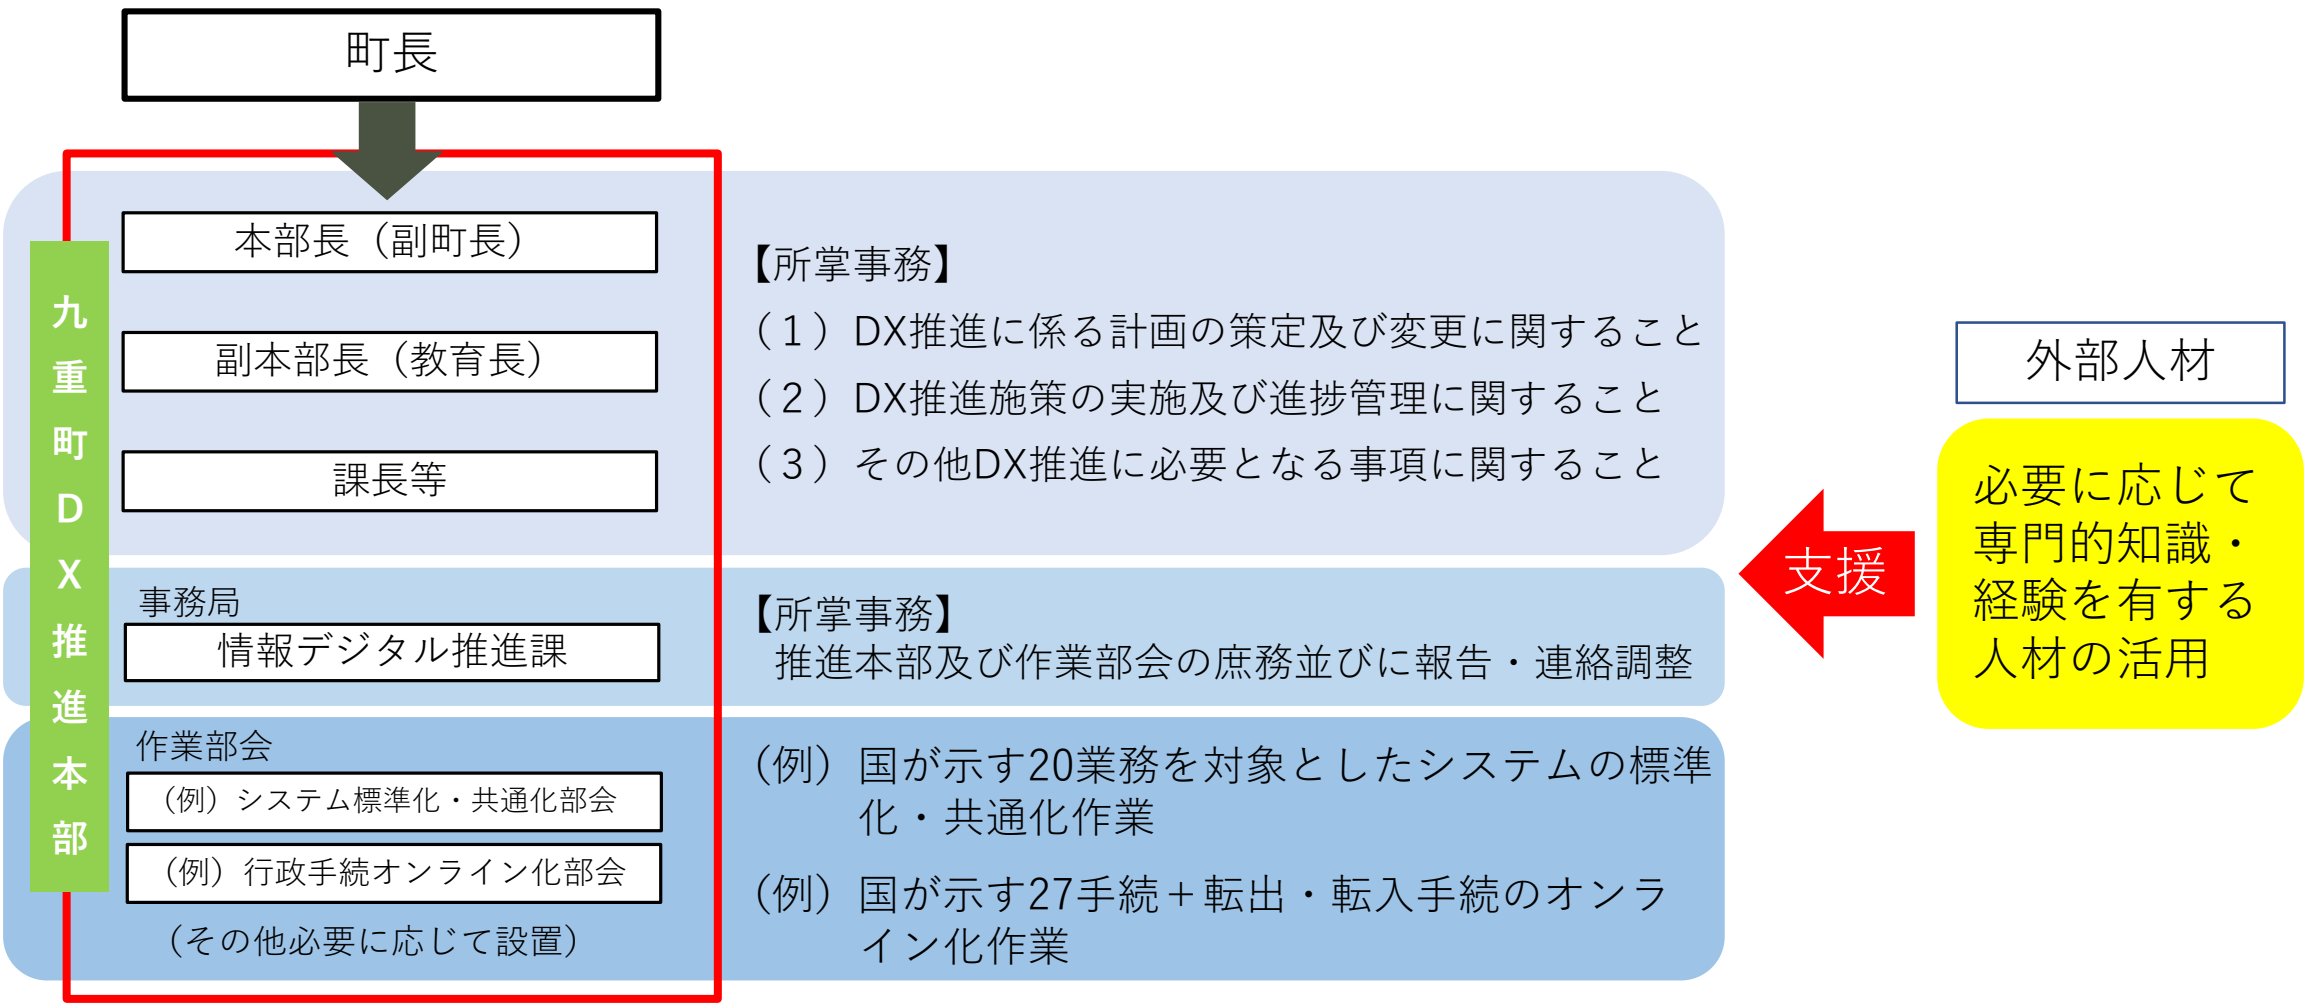 町長
九重町DX推進本部
本部長（副町長）
副本部長（教育長）
課長等
【所掌事務】
（１）DX推進に係る計画の策定及び変更に関すること
（２）DX推進施策の実施及び進捗管理に関すること
（３）その他DX推進に必要となる事項に関すること
事務局
情報デジタル推進課
【所掌事務】
推進本部及び作業部会の庶務並びに報告・連絡調整
作業部会
（例）システム標準化・共通化部会
（例）行政手続オンライン化部会
（その他必要に応じて設置）
（例）国が示す20業務を対象としたシステムの標準
化・共通化作業
（例）国が示す27手続＋転出・転入手続のオンラ
イン化作業
支援
外部人材
必要に応じて
専門的知識・
経験を有する
人材の活用